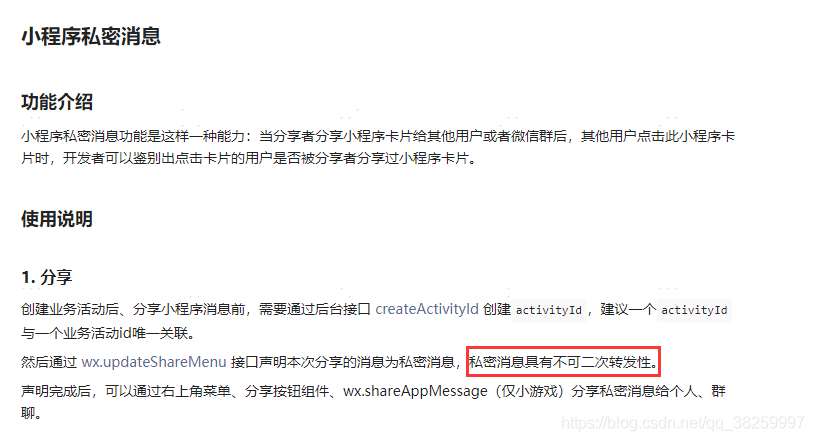 小程序私密消息
功能介绍
小程序私密消息功能是这样一种能力：当分享者分享小程序卡片给其他用户或者微信群后，其他用户点击此小程序卡
片时，开发者可以鉴别出点击卡片的用户是否被分享者分享过小程序卡片。
使用说明
1. 分享
创建业务活动后、分享小程序消息前，需要通过后台接口 createActivityId 创建 activityId ，建议一个 activityId
与一个业务活动id唯一关联。
然后通过 wx.updateShareMenu 接口声明本次分享的消息为私密消息，私密消息具有不可二次转发性。
声明完成后，可以通过右上角菜单、分享按钮组件、wx.shareAppMessage（仅小游戏）分享私密消息给个人、群
聊。
https://blog.csdn.net/qq_38259997